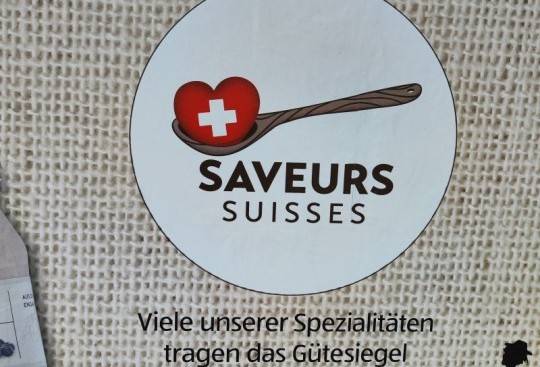 SAVEURS
SUISSES
Viele unserer Spezialitäten
tragen das Gütesiegel